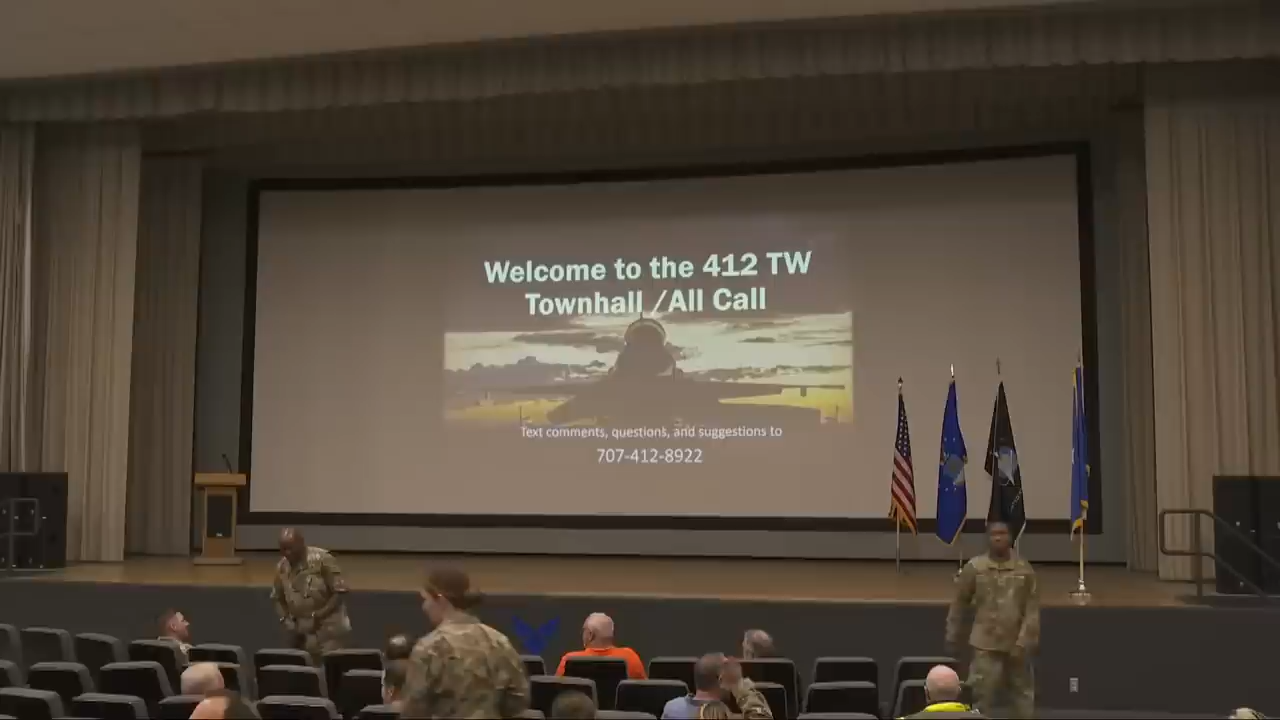 Welcome to the 412 TW
Townhall /All Call
Text comments, questions, and suggestions to
707-412-8922